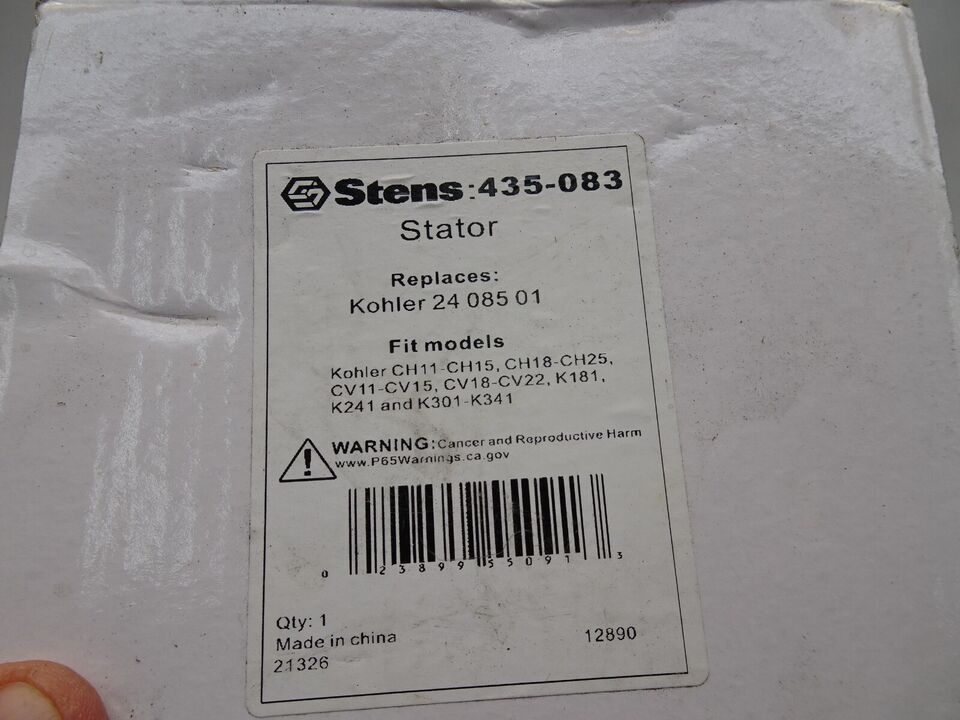 Stens:435-083
Stator
Replaces:
Kohler 24 085 01
Fit models
Kohler CH11-CH15, CH18-CH25,
CV11-CV15, CV18-CV22, K181,
K241 and K301-K341
WARNING:Cancer and Reproductive Harm
www.P65Warnings.ca.gov
0 23899 55091 3
Qty: 1
Made in china
12890
21326